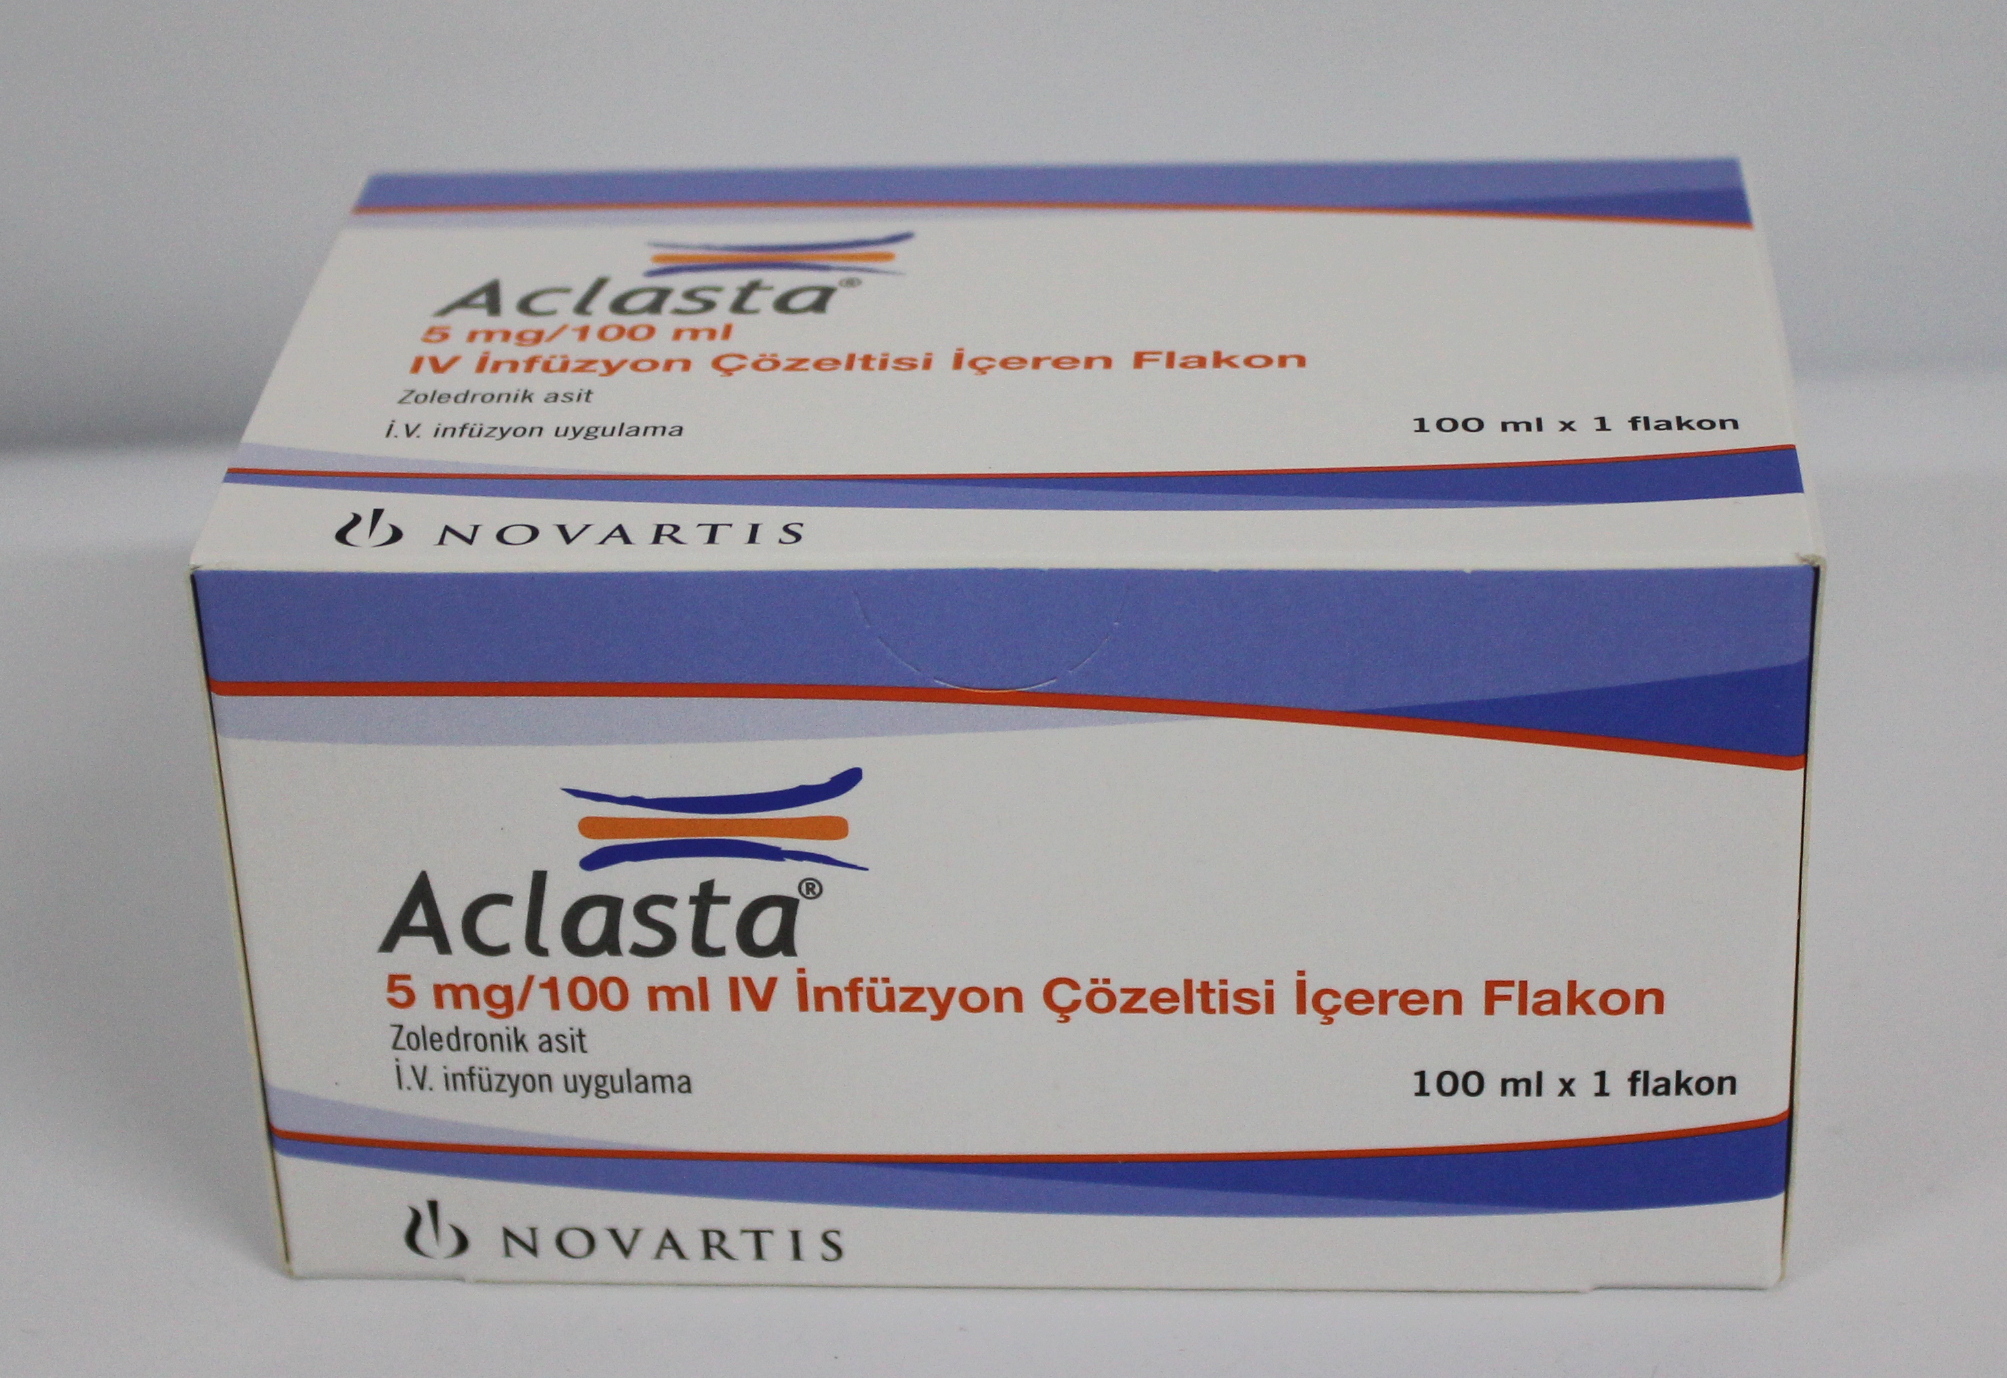 Aclasta®
5 mg/100 ml
IV İnfüzyon Çözeltisi İçeren Flakon
Zoledronik asit
İ.V. infüzyon uygulama
100 ml x 1 flakon
NOVARTIS
Aclasta®
5 mg/100 ml IV İnfüzyon Çözeltisi İçeren Flakon
Zoledronik asit
İ.V. infüzyon uygulama
100 ml x 1 flakon
NOVARTIS